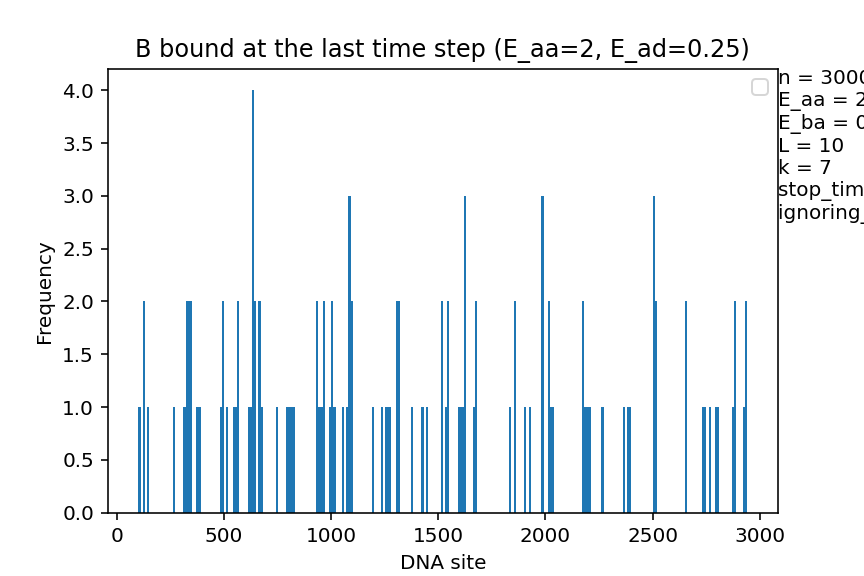 B bound at the last time step (E_aa=2, E_ad=0.25)
n = 3000
E_aa = 2
E_ba = 0
L = 10
k = 7
stop_tim
ignoring_
4.0
3.5
3.0
2.5
2.0
1.5
1.0
0.5
0.0
Frequency
0 500 1000 1500 2000 2500 3000
DNA site